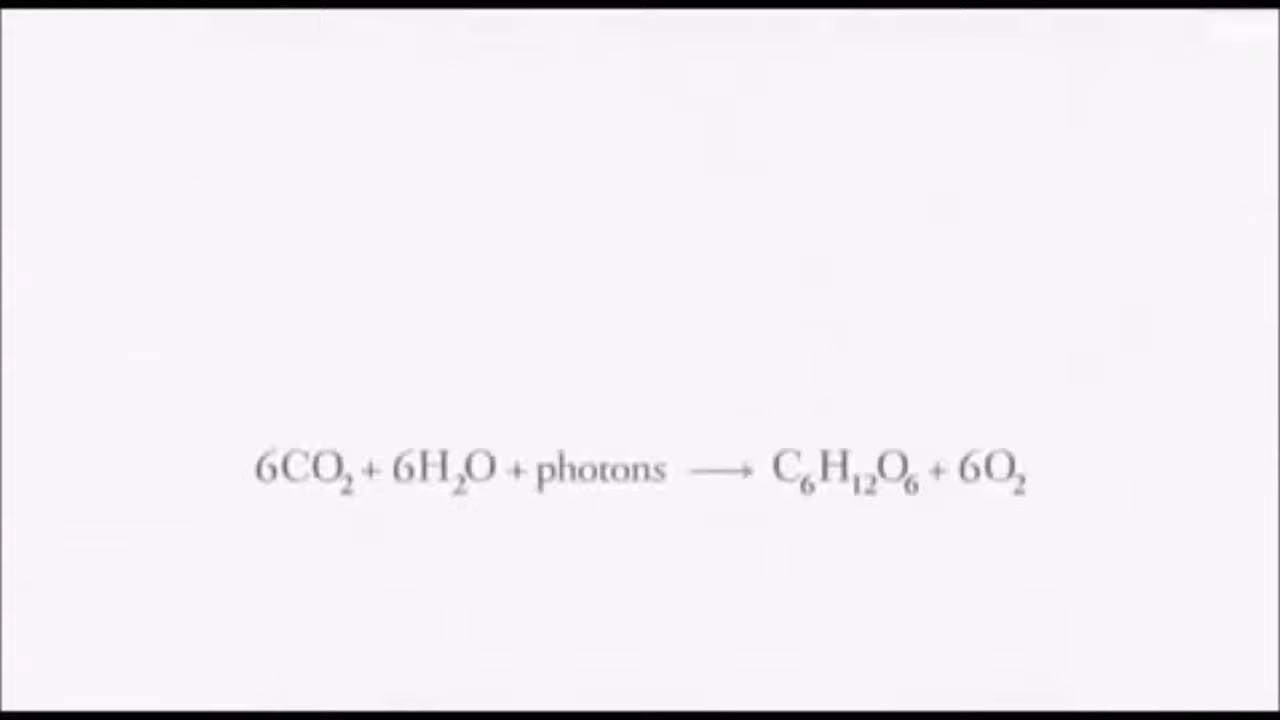 6CO₂ + 6H₂O + photons ⟶ C₆H₁₂O₆ + 6O₂